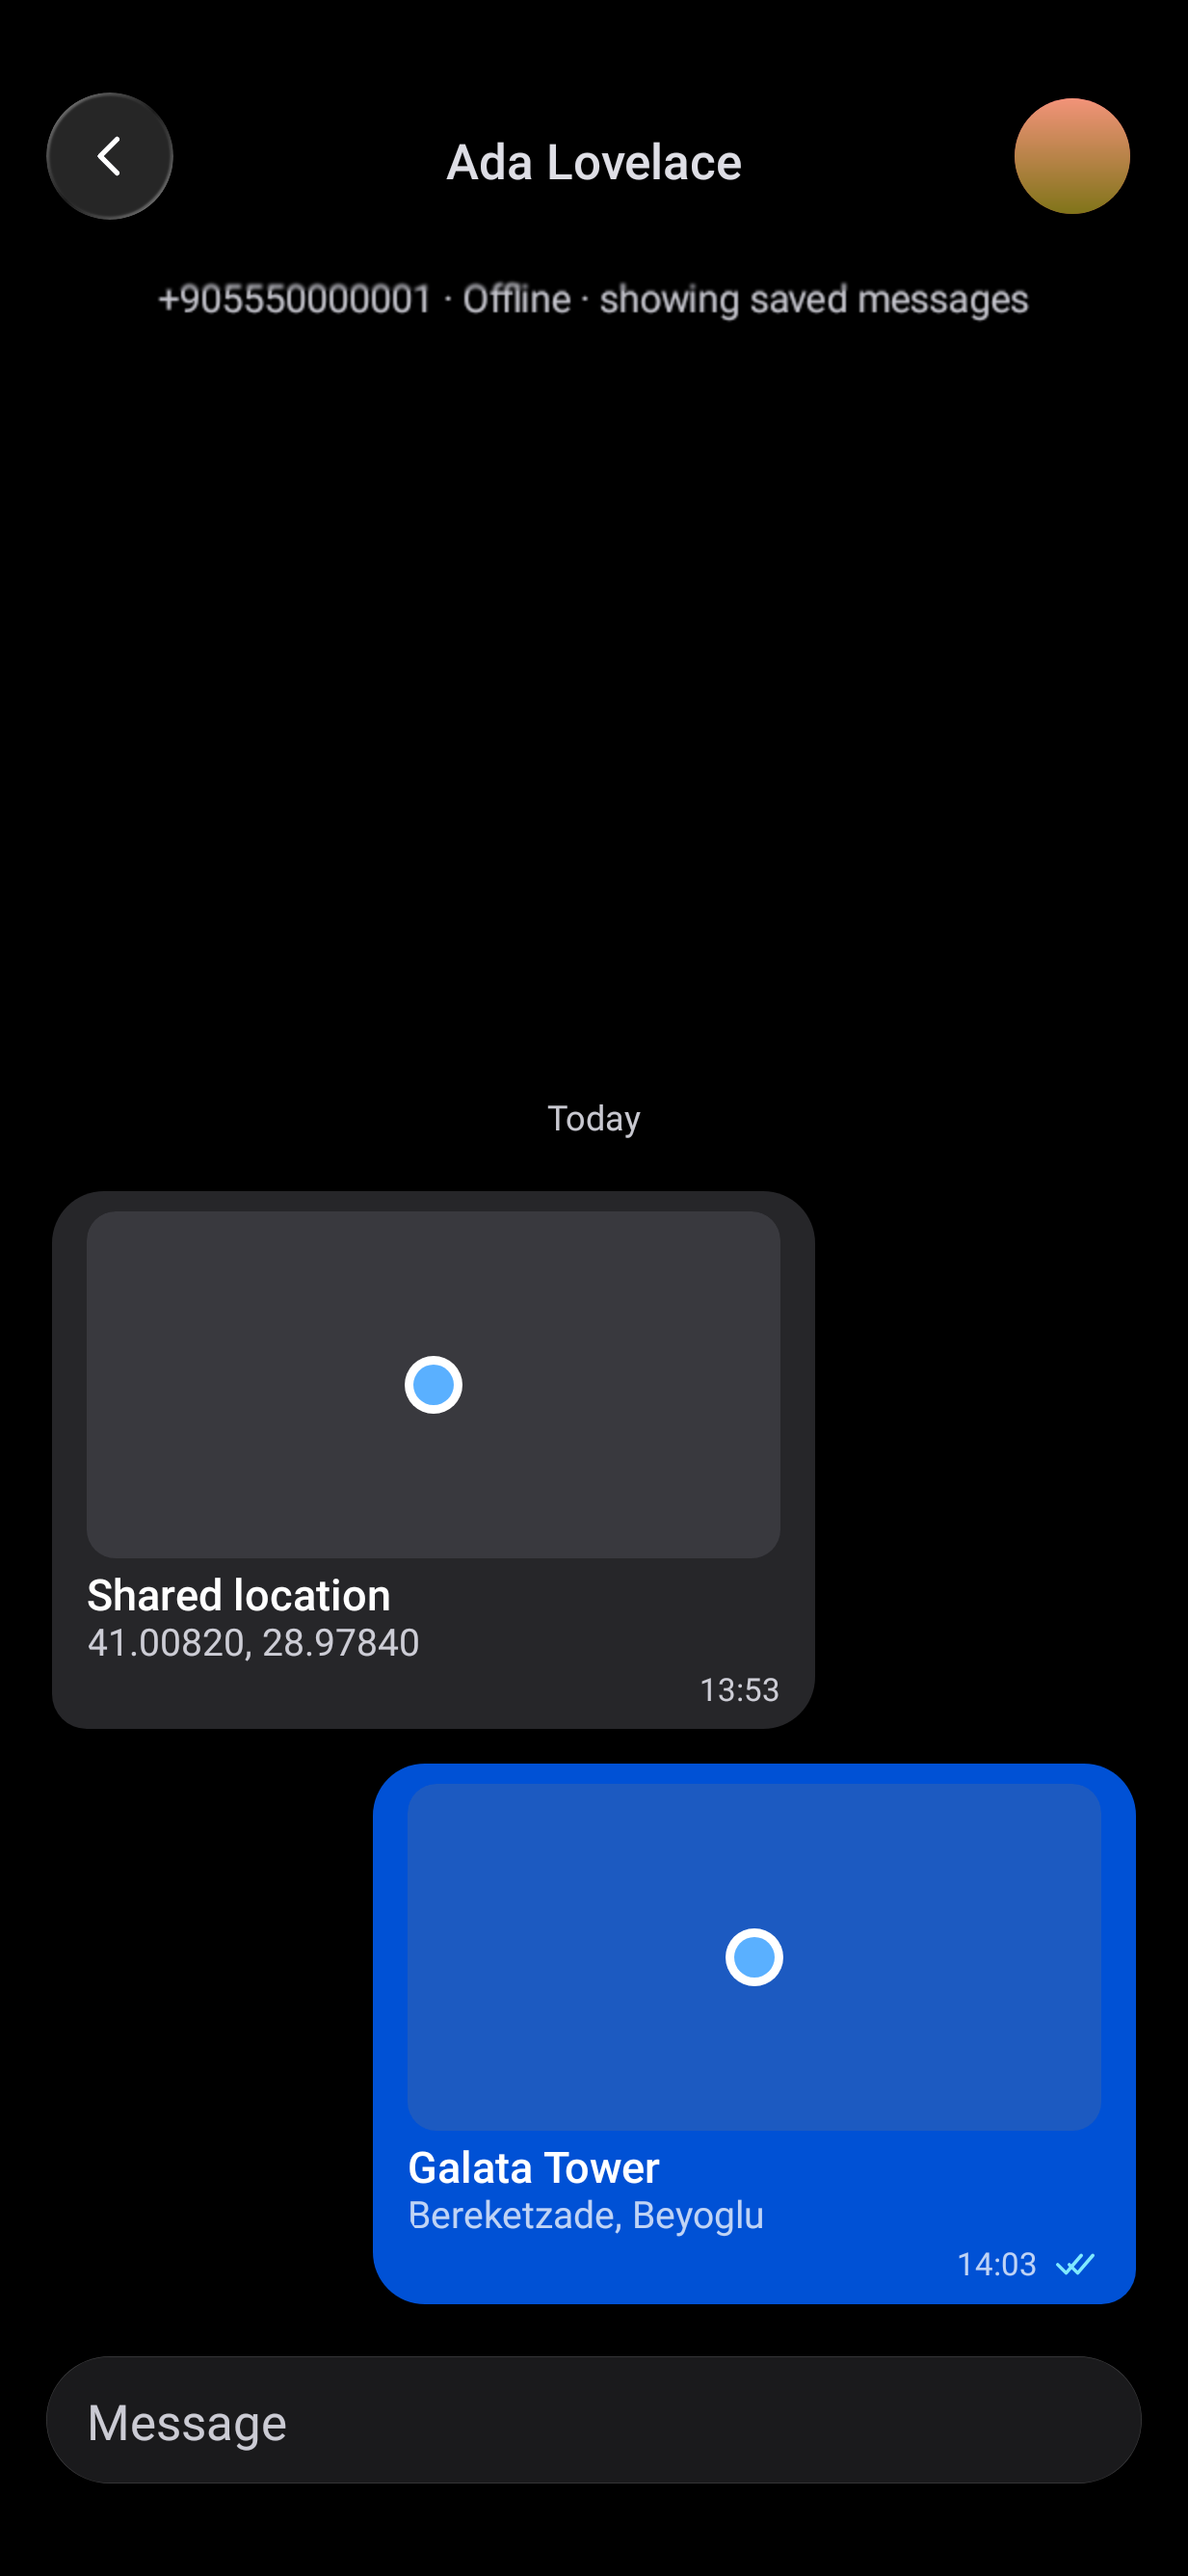 Ada Lovelace
+905550000001 · Offline · showing saved messages
Today
Shared location
41.00820, 28.97840
13:53
Galata Tower
Bereketzade, Beyoglu
14:03
Message